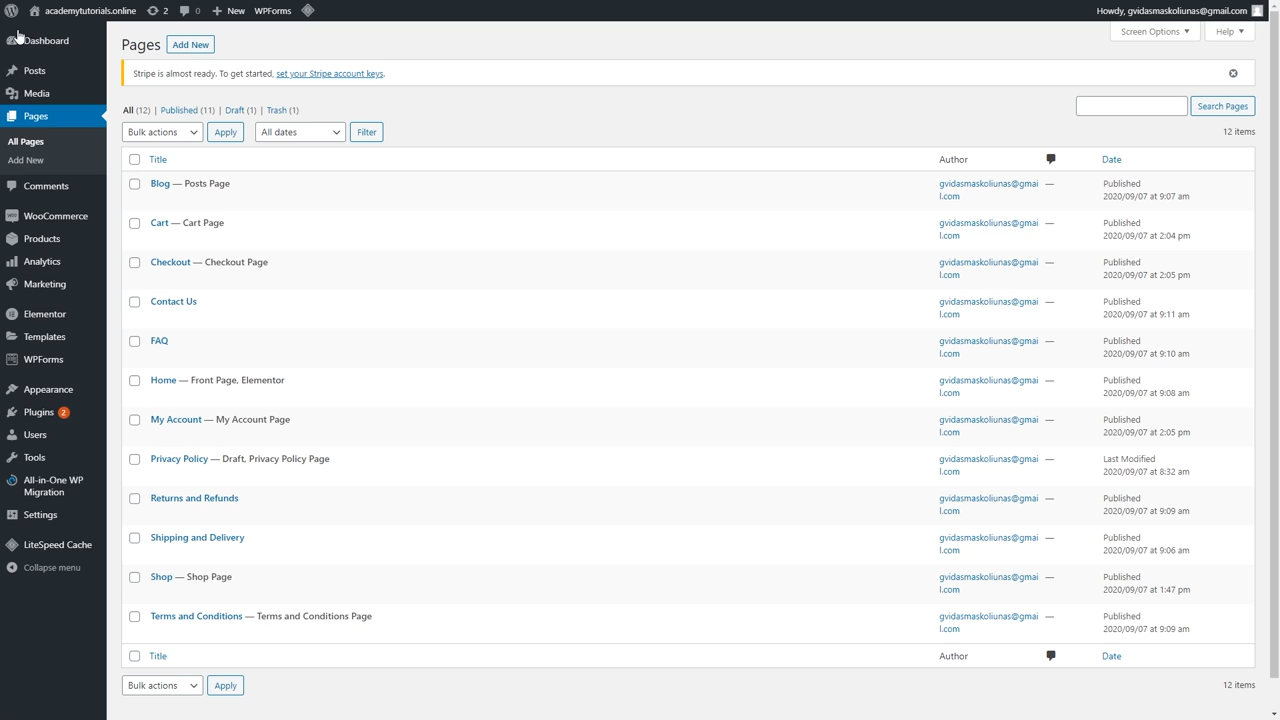 academytutorials.online 2 0 + New WPForms Howdy, gvidasmaskoliunas@gmail.com
Dashboard
Posts
Media
Pages
All Pages
Add New
Comments
WooCommerce
Products
Analytics
Marketing
Elementor
Templates
WPForms
Appearance
Plugins 2
Users
Tools
All-in-One WP
Migration
Settings
LiteSpeed Cache
Collapse menu
Screen Options ▼ Help ▼
Pages Add New
Stripe is almost ready. To get started, set your Stripe account keys.
All (12) | Published (11) | Draft (1) | Trash (1)
Search Pages
Bulk actions Apply All dates Filter 12 items
Title Author Date
Blog — Posts Page gvidasmaskoliunas@gmai — Published
l.com 2020/09/07 at 9:07 am
Cart — Cart Page gvidasmaskoliunas@gmai — Published
l.com 2020/09/07 at 2:04 pm
Checkout — Checkout Page gvidasmaskoliunas@gmai — Published
l.com 2020/09/07 at 2:05 pm
Contact Us gvidasmaskoliunas@gmai — Published
l.com 2020/09/07 at 9:11 am
FAQ gvidasmaskoliunas@gmai — Published
l.com 2020/09/07 at 9:10 am
Home — Front Page, Elementor gvidasmaskoliunas@gmai — Published
l.com 2020/09/07 at 9:08 am
My Account — My Account Page gvidasmaskoliunas@gmai — Published
l.com 2020/09/07 at 2:05 pm
Privacy Policy — Draft, Privacy Policy Page gvidasmaskoliunas@gmai — Last Modified
l.com 2020/09/07 at 8:32 am
Returns and Refunds gvidasmaskoliunas@gmai — Published
l.com 2020/09/07 at 9:09 am
Shipping and Delivery gvidasmaskoliunas@gmai — Published
l.com 2020/09/07 at 9:06 am
Shop — Shop Page gvidasmaskoliunas@gmai — Published
l.com 2020/09/07 at 1:47 pm
Terms and Conditions — Terms and Conditions Page gvidasmaskoliunas@gmai — Published
l.com 2020/09/07 at 9:09 am
Title Author Date
Bulk actions Apply 12 items